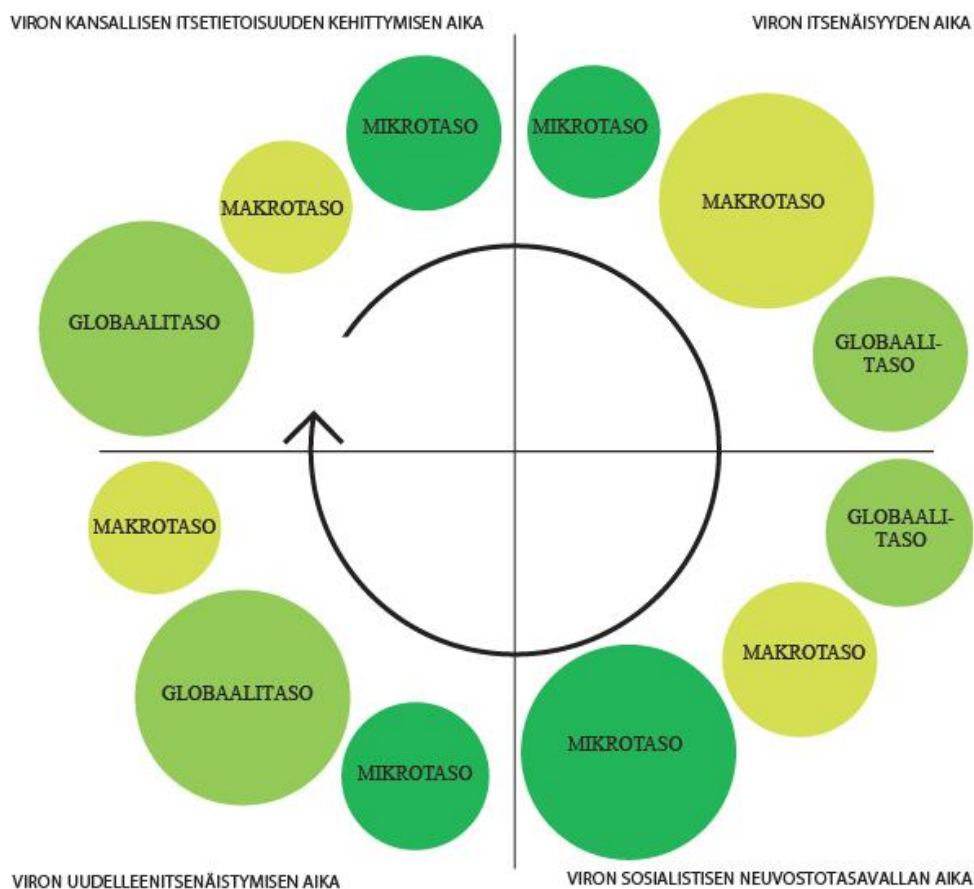 VIRON KANSALLISEN ITSETIETOISUUDEN KEHITTYMISEN AIKA
VIRON ITSENÄISYYDEN AIKA
MIKROTASO
MIKROTASO
MAKROTASO
MAKROTASO
GLOBAALITASO
GLOBAALI-
TASO
MAKROTASO
GLOBAALI-
TASO
MAKROTASO
GLOBAALITASO
MIKROTASO
MIKROTASO
VIRON UUDELLEENITSENÄISTYMISEN AIKA
VIRON SOSIALISTISEN NEUVOSTOTASAVALLAN AIKA